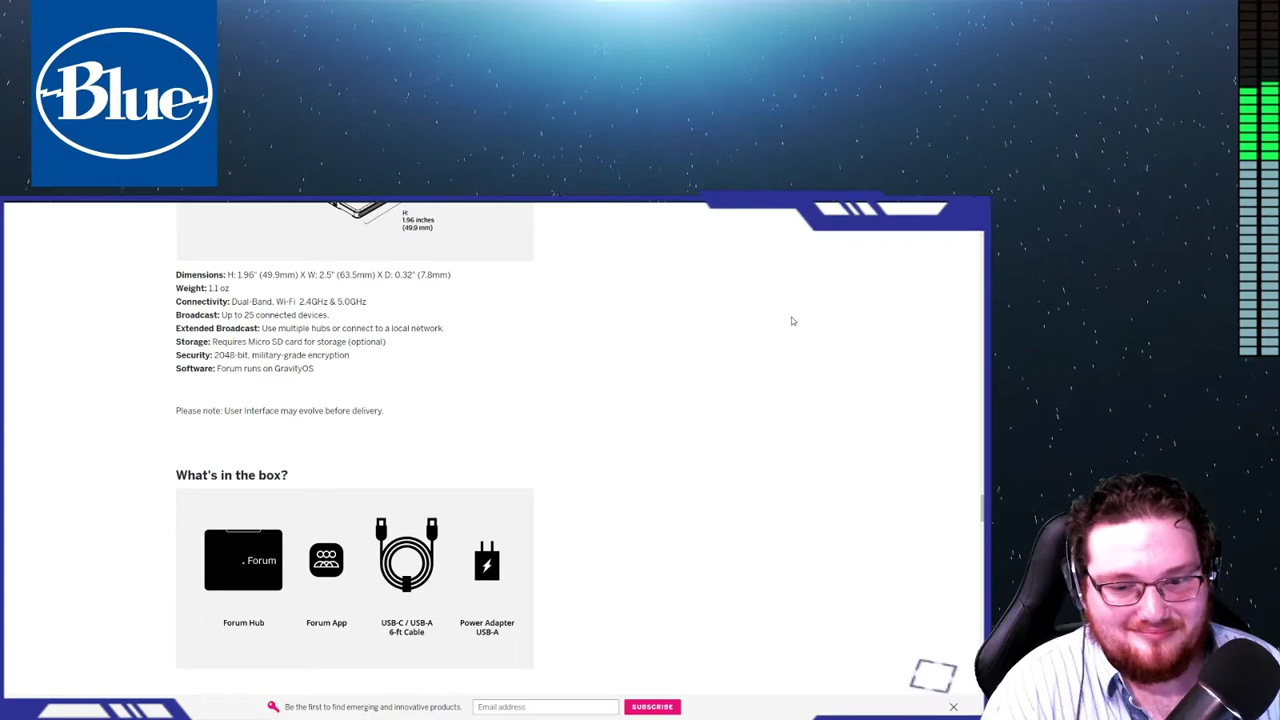 Blue
H:
1.96 inches
(49.9 mm)
Dimensions: H: 1.96" (49.9mm) X W: 2.5" (63.5mm) X D: 0.32" (7.8mm)
Weight: 1.1 oz
Connectivity: Dual-Band, Wi-Fi 2.4GHz & 5.0GHz
Broadcast: Up to 25 connected devices.
Extended Broadcast: Use multiple hubs or connect to a local network.
Storage: Requires Micro SD card for storage (optional)
Security: 2048-bit, military-grade encryption
Software: Forum runs on GravityOS
Please note: User Interface may evolve before delivery.
What's in the box?
. Forum
Forum Hub
Forum App
USB-C / USB-A
6-ft Cable
Power Adapter
USB-A
Be the first to find emerging and innovative products.
Email address
SUBSCRIBE